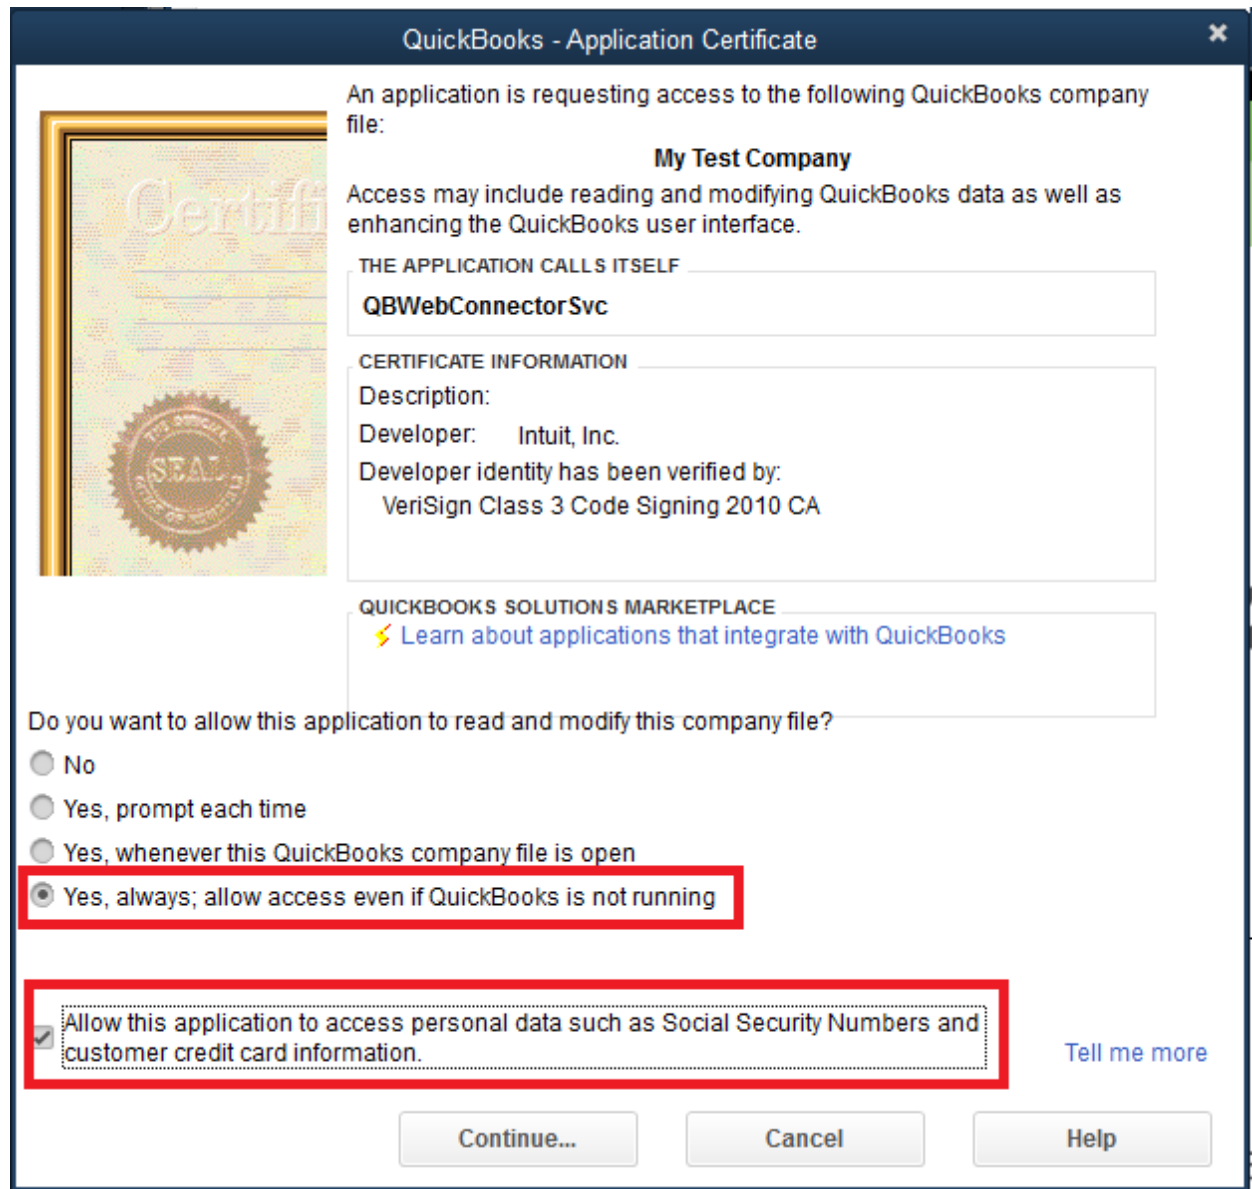 QuickBooks - Application Certificate
An application is requesting access to the following QuickBooks company
file:
My Test Company
Access may include reading and modifying QuickBooks data as well as
enhancing the QuickBooks user interface.
THE APPLICATION CALLS ITSELF
QBWebConnectorSvc
CERTIFICATE INFORMATION
Description:
Developer: Intuit, Inc.
Developer identity has been verified by:
VeriSign Class 3 Code Signing 2010 CA
Certifi
SEAL
QUICKBOOKS SOLUTIONS MARKETPLACE
Learn about applications that integrate with QuickBooks
Do you want to allow this application to read and modify this company file?
No
Yes, prompt each time
Yes, whenever this QuickBooks company file is open
Yes, always; allow access even if QuickBooks is not running
Allow this application to access personal data such as Social Security Numbers and
customer credit card information.
Tell me more
Continue...
Cancel
Help